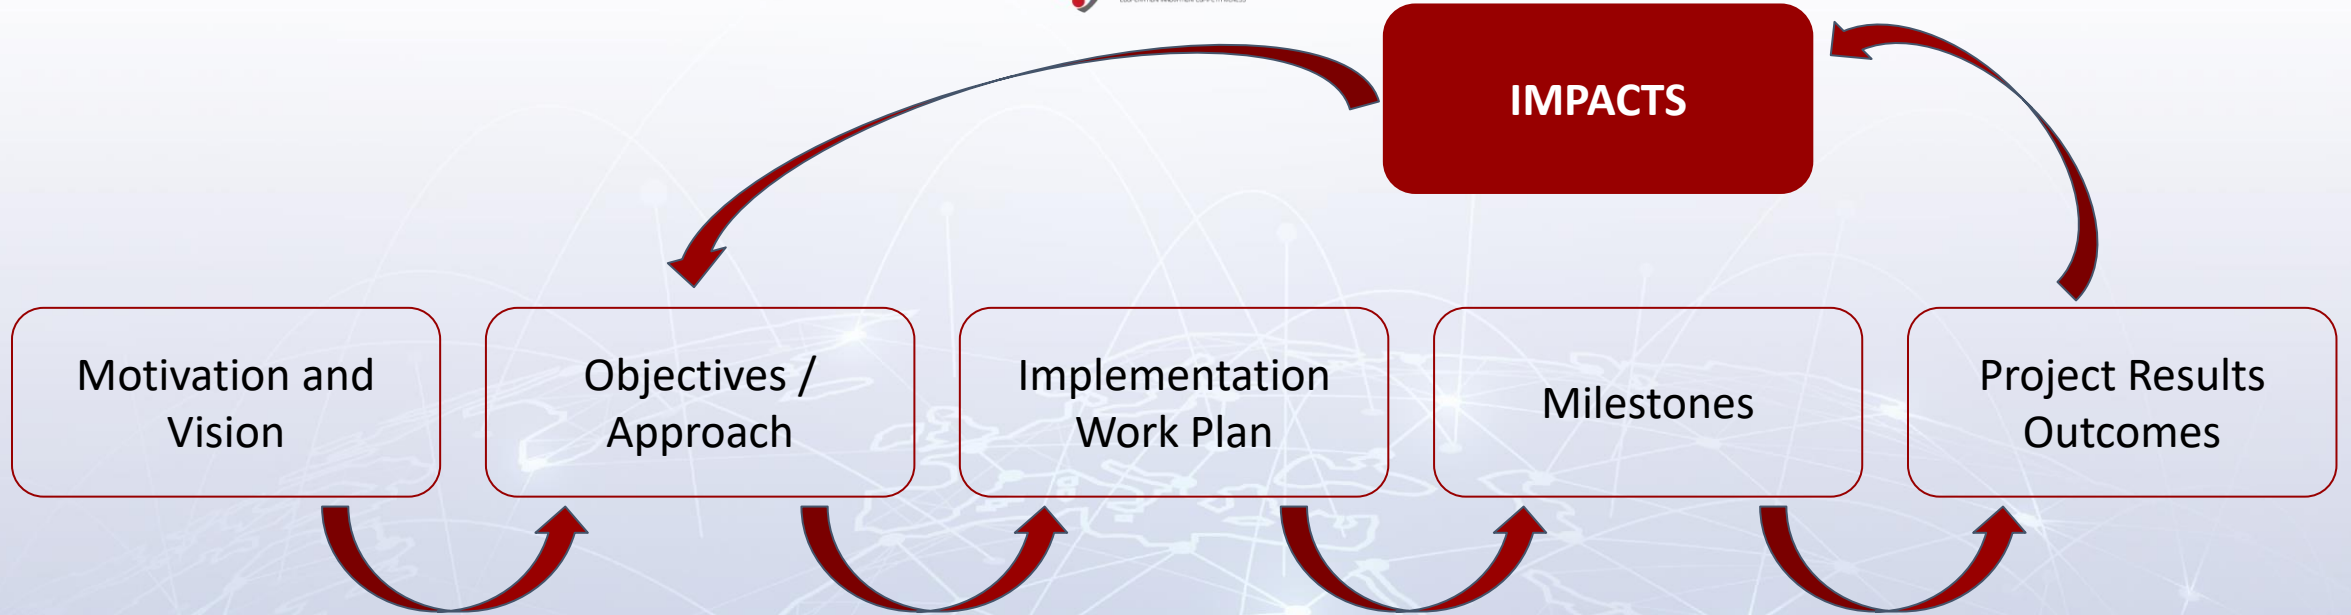 IMPACTS
Motivation and
Vision
Objectives /
Approach
Implementation
Work Plan
Milestones
Project Results
Outcomes